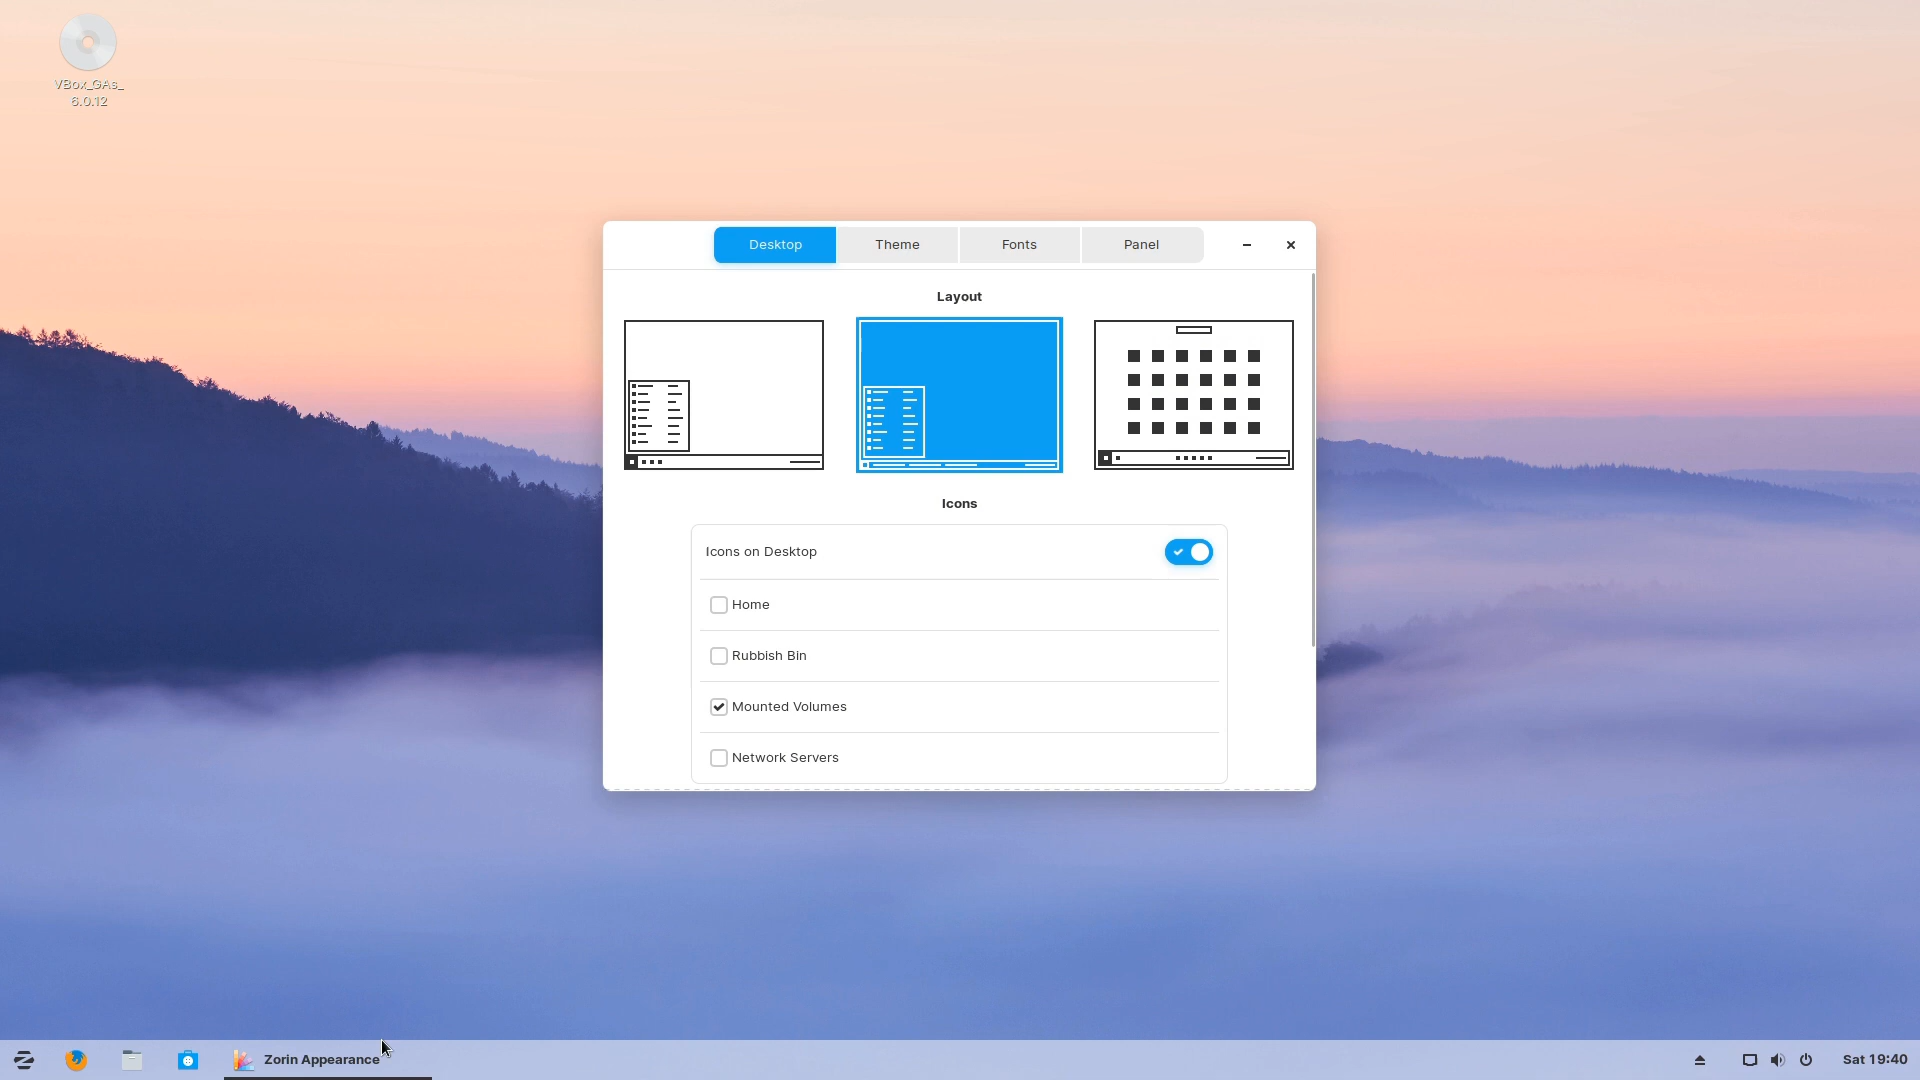 VBox_GAs_
6.0.12
Desktop
Theme
Fonts
Panel
Layout
Icons
Icons on Desktop
Home
Rubbish Bin
Mounted Volumes
Network Servers
Zorin Appearance
Sat 19:40